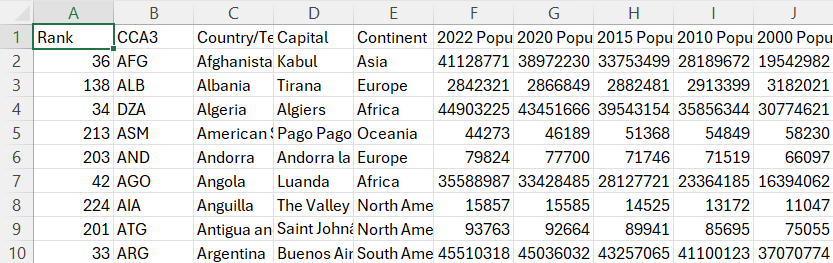 A B C D E F G H I J
1 Rank CCA3 Country/Te Capital Continent 2022 Popu 2020 Popu 2015 Popu 2010 Popu 2000 Popu
2 36 AFG Afghanista Kabul Asia 41128771 38972230 33753499 28189672 19542982
3 138 ALB Albania Tirana Europe 2842321 2866849 2882481 2913399 3182021
4 34 DZA Algeria Algiers Africa 44903225 43451666 39543154 35856344 30774621
5 213 ASM American S Pago Pago Oceania 44273 46189 51368 54849 58230
6 203 AND Andorra Andorra la Europe 79824 77700 71746 71519 66097
7 42 AGO Angola Luanda Africa 35588987 33428485 28127721 23364185 16394062
8 224 AIA Anguilla The Valley North Ame 15857 15585 14525 13172 11047
9 201 ATG Antigua an Saint Johnâ North Ame 93763 92664 89941 85695 75055
10 33 ARG Argentina Buenos Air South Ame 45510318 45036032 43257065 41100123 37070774